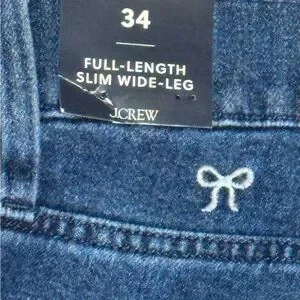 34
FULL-LENGTH
SLIM WIDE-LEG
J.CREW